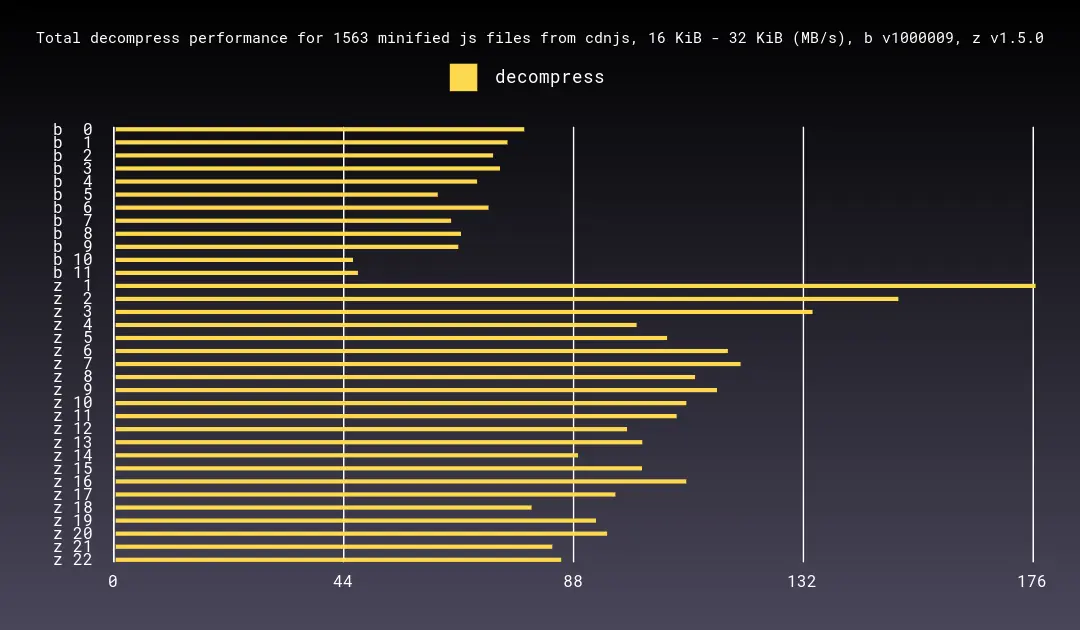 Total decompress performance for 1563 minified js files from cdnjs, 16 KiB - 32 KiB (MB/s), b v1000009, z v1.5.0
decompress
b 0
b 1
b 2
b 3
b 4
b 5
b 6
b 7
b 8
b 9
b 10
b 11
z 1
z 2
z 3
z 4
z 5
z 6
z 7
z 8
z 9
z 10
z 11
z 12
z 13
z 14
z 15
z 16
z 17
z 18
z 19
z 20
z 21
z 22
0 44 88 132 176